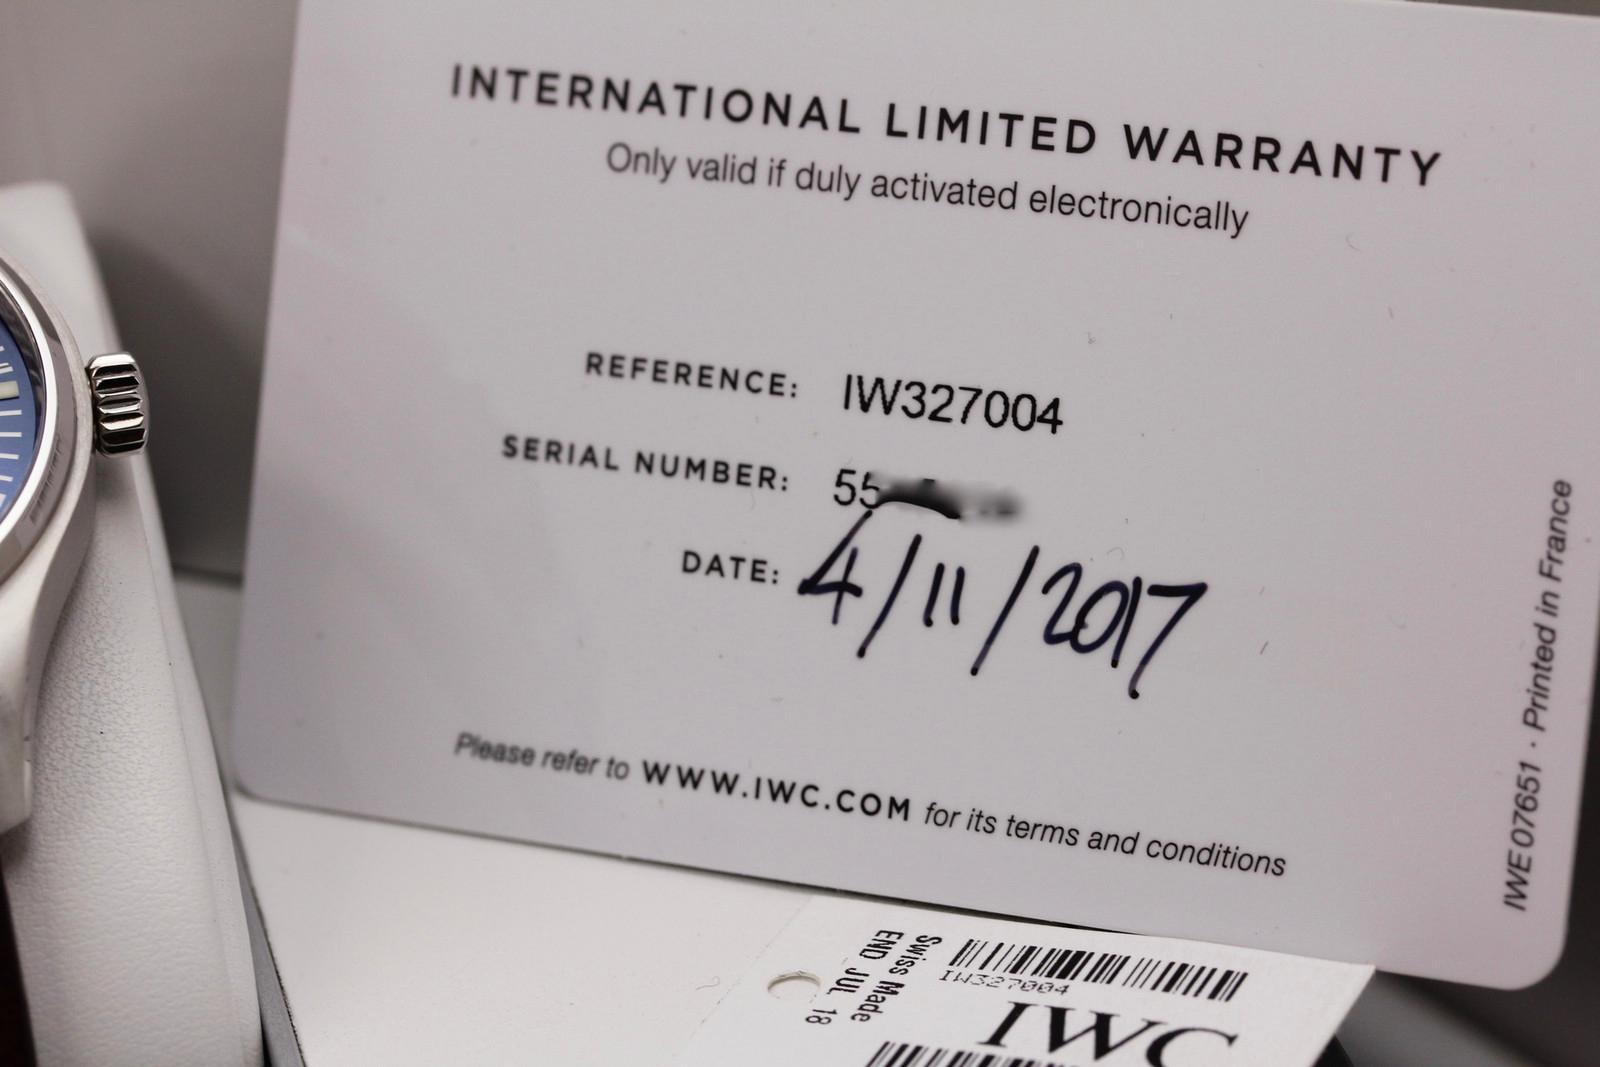 INTERNATIONAL LIMITED WARRANTY
Only valid if duly activated electronically
REFERENCE: IW327004
SERIAL NUMBER: 55
DATE: 4/11/2017
Please refer to WWW.IWC.COM for its terms and conditions
IWE07651 · Printed in France
Swiss Made
END JUL 18
IW327004
IWC